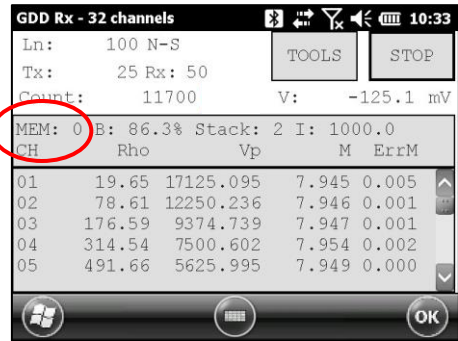 GDD Rx - 32 channels 10:33
Ln: 100 N-S
TOOLS STOP
Tx: 25 Rx: 50
Count: 11700 V: -125.1 mV
MEM: 0 B: 86.3% Stack: 2 I: 1000.0
CH Rho Vp M ErrM
01 19.65 17125.095 7.945 0.005
02 78.61 12250.236 7.946 0.001
03 176.59 9374.739 7.947 0.001
04 314.54 7500.602 7.954 0.002
05 491.66 5625.995 7.949 0.000
OK